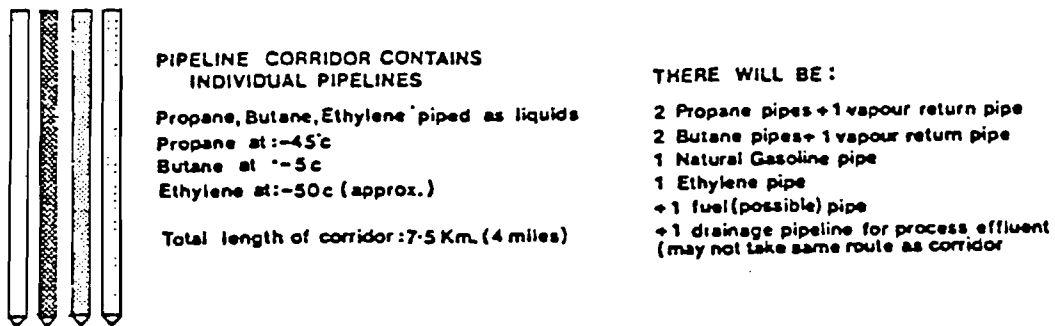 PIPELINE CORRIDOR CONTAINS
INDIVIDUAL PIPELINES
Propane, Butane, Ethylene piped as liquids
Propane at:-45°c
Butane at :-5c
Ethylene at:-50c (approx.)
Total length of corridor:7·5 Km. (4 miles)
THERE WILL BE:
2 Propane pipes + 1 vapour return pipe
2 Butane pipes + 1 vapour return pipe
1 Natural Gasoline pipe
1 Ethylene pipe
+ 1 fuel (possible) pipe
+ 1 drainage pipeline for process effluent
(may not take same route as corridor